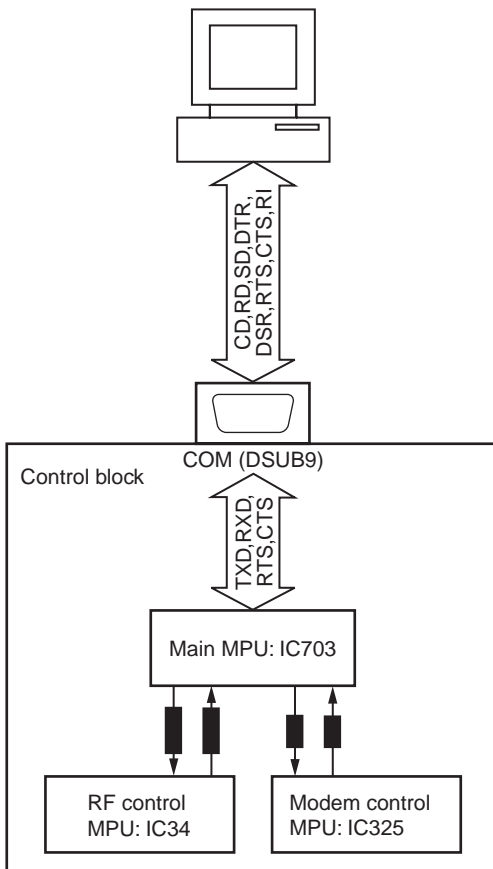 CD,RD,SD,DTR,
DSR,RTS,CTS,RI
COM (DSUB9)
Control block
TXD,RXD,
RTS,CTS
Main MPU: IC703
RF control
MPU: IC34
Modem control
MPU: IC325